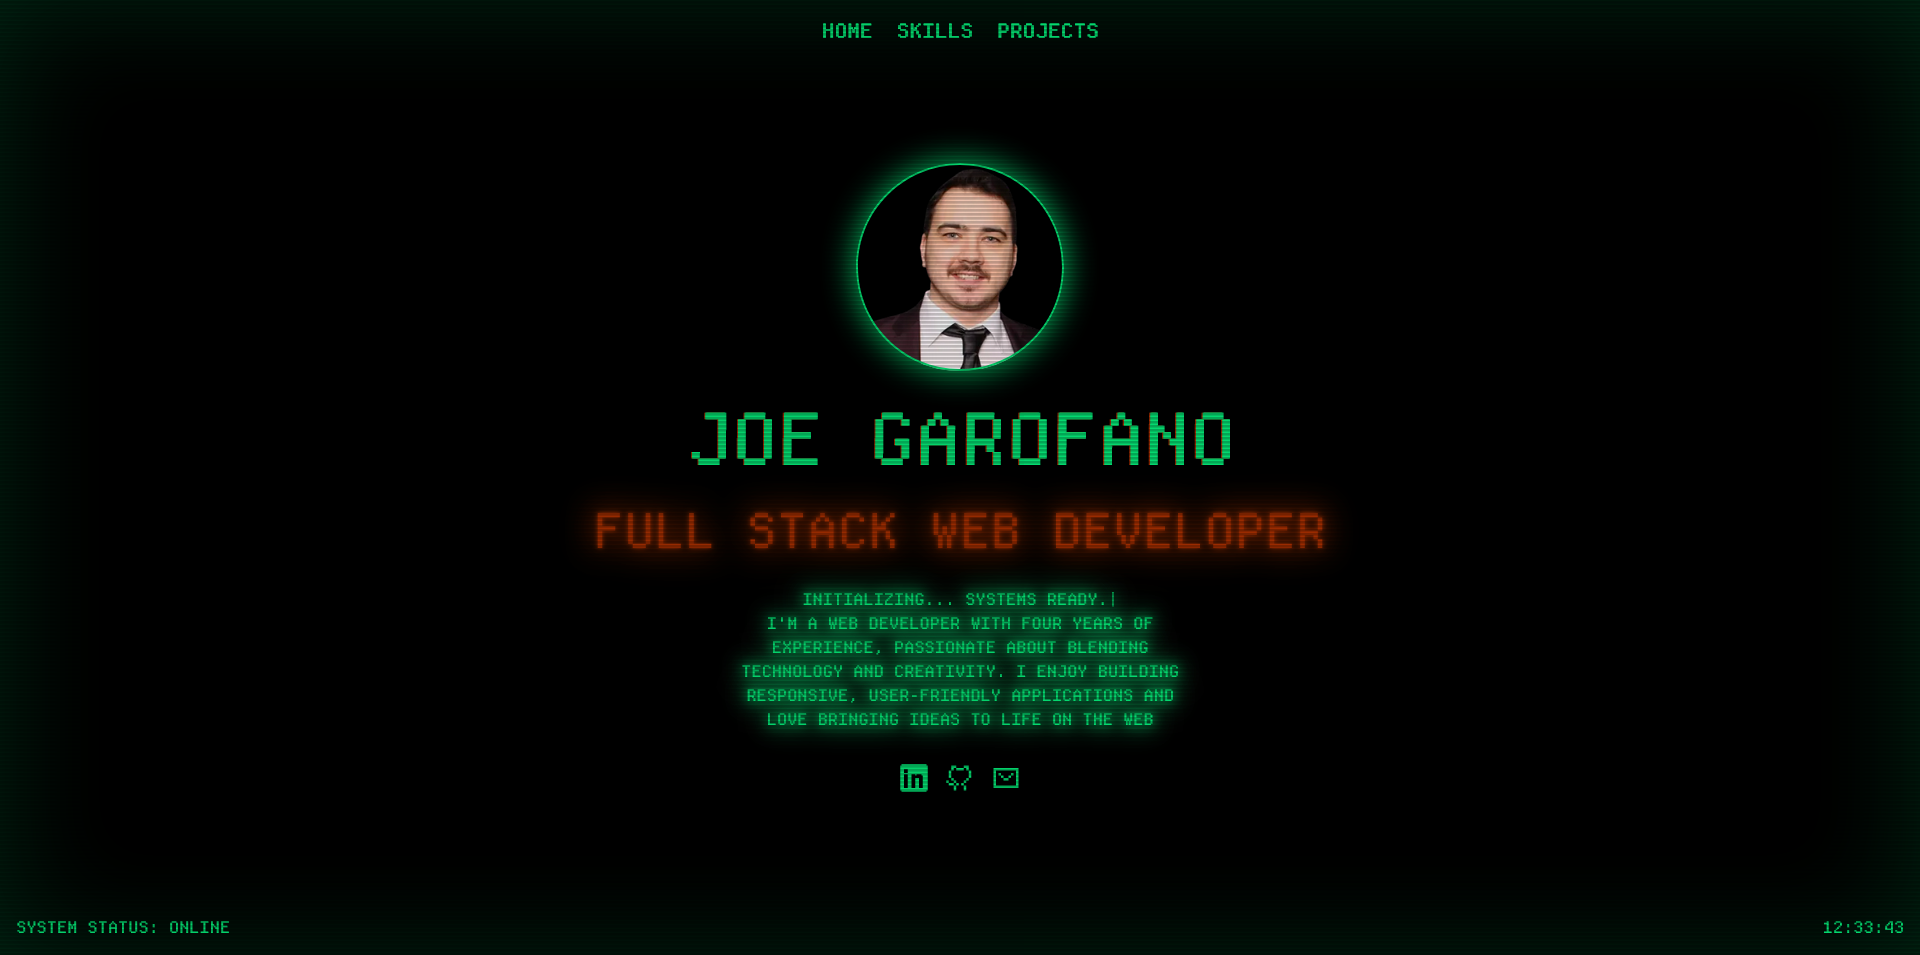 HOME SKILLS PROJECTS
JOE GAROFANO
FULL STACK WEB DEVELOPER
INITIALIZING... SYSTEMS READY.|
I'M A WEB DEVELOPER WITH FOUR YEARS OF
EXPERIENCE, PASSIONATE ABOUT BLENDING
TECHNOLOGY AND CREATIVITY. I ENJOY BUILDING
RESPONSIVE, USER-FRIENDLY APPLICATIONS AND
LOVE BRINGING IDEAS TO LIFE ON THE WEB
in
SYSTEM STATUS: ONLINE
12:33:43